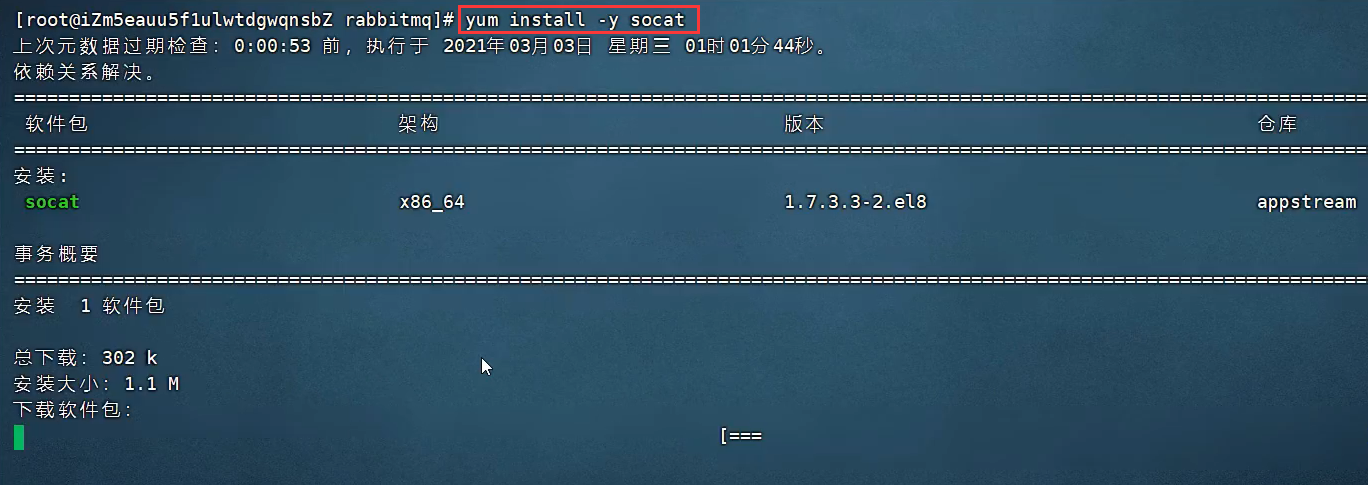 [root@iZm5eauu5f1ulwtdgwqnsbZ rabbitmq]# yum install -y socat
上次元数据过期检查：0:00:53 前，执行于 2021年03月03日 星期三 01时01分44秒。
依赖关系解决。
================================================================================================================================
软件包 架构 版本 仓库
================================================================================================================================
安装:
socat x86_64 1.7.3.3-2.el8 appstream
事务概要
================================================================================================================================
安装 1 软件包
总下载：302 k
安装大小：1.1 M
下载软件包：
[===